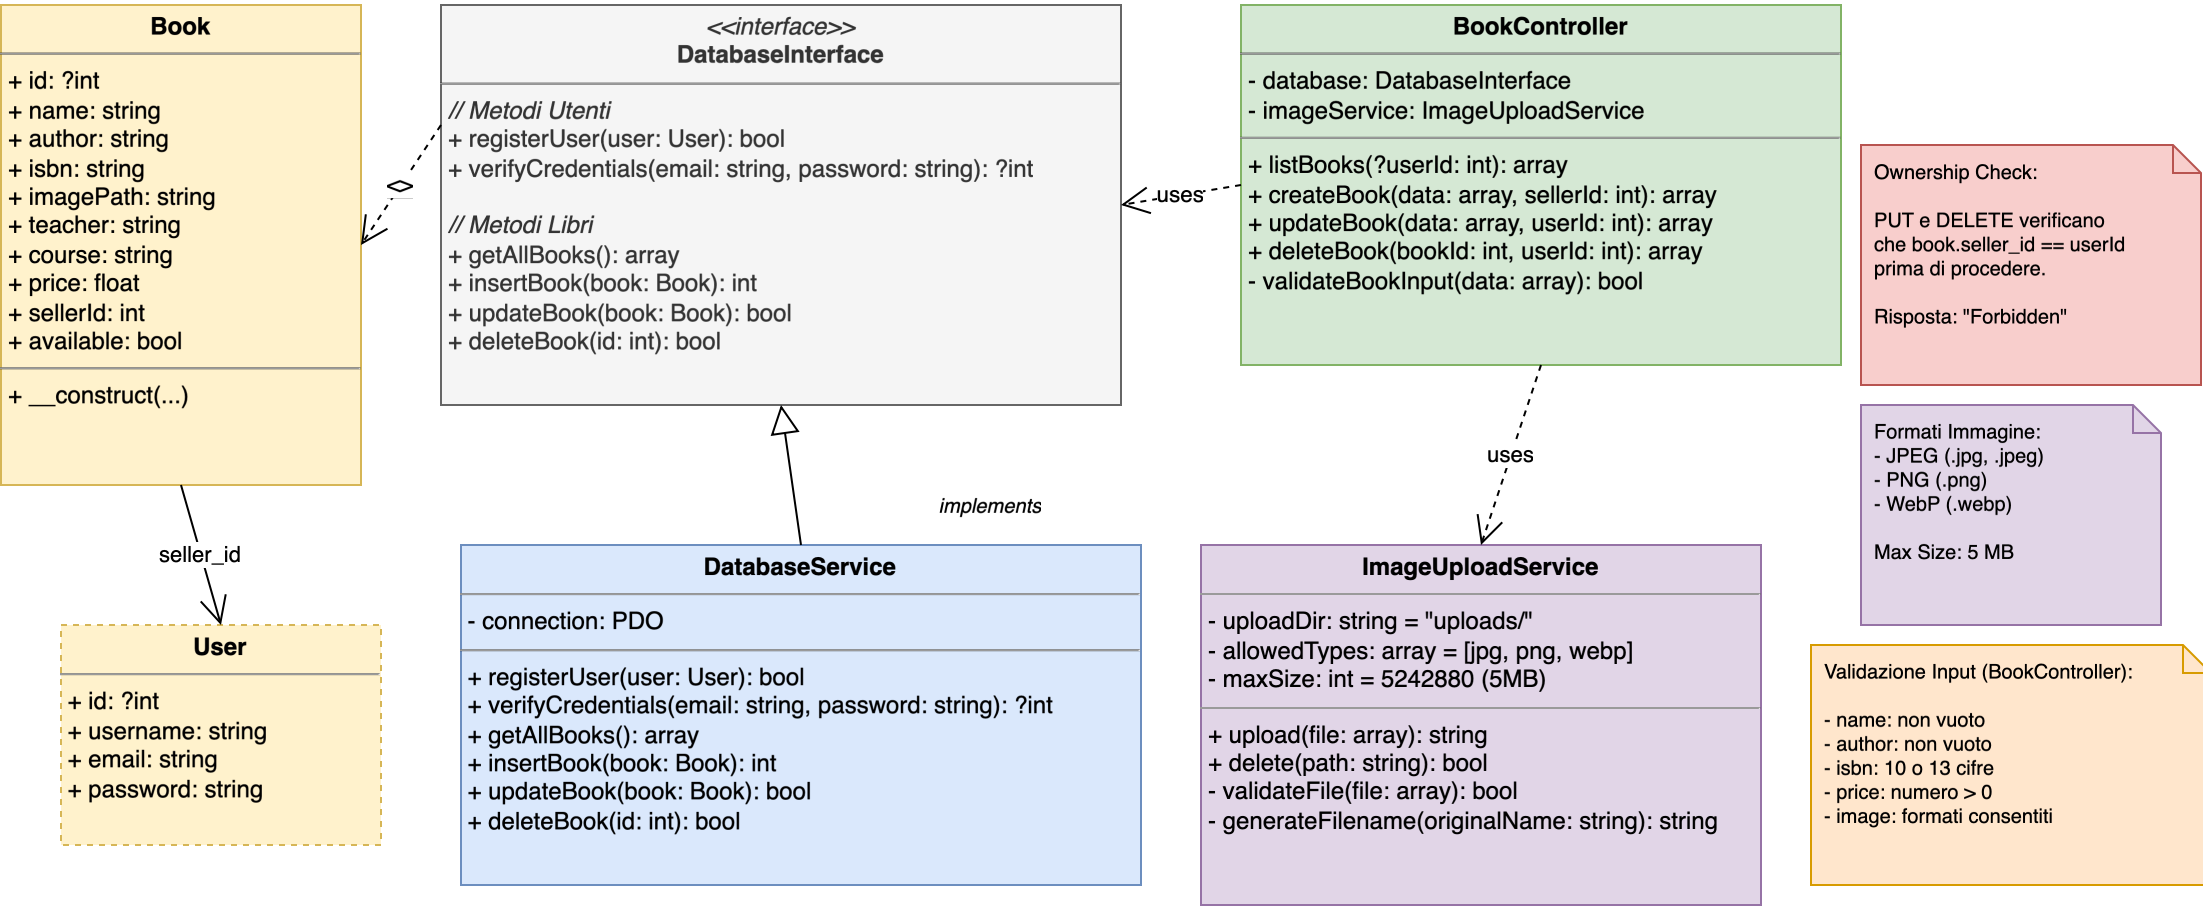 Book
+ id: ?int
+ name: string
+ author: string
+ isbn: string
+ imagePath: string
+ teacher: string
+ course: string
+ price: float
+ sellerId: int
+ available: bool
+ __construct(...)
seller_id
User
+ id: ?int
+ username: string
+ email: string
+ password: string
<<interface>>
DatabaseInterface
// Metodi Utenti
+ registerUser(user: User): bool
+ verifyCredentials(email: string, password: string): ?int
// Metodi Libri
+ getAllBooks(): array
+ insertBook(book: Book): int
+ updateBook(book: Book): bool
+ deleteBook(id: int): bool
implements
DatabaseService
- connection: PDO
+ registerUser(user: User): bool
+ verifyCredentials(email: string, password: string): ?int
+ getAllBooks(): array
+ insertBook(book: Book): int
+ updateBook(book: Book): bool
+ deleteBook(id: int): bool
uses
BookController
- database: DatabaseInterface
- imageService: ImageUploadService
+ listBooks(?userId: int): array
+ createBook(data: array, sellerId: int): array
+ updateBook(data: array, userId: int): array
+ deleteBook(bookId: int, userId: int): array
- validateBookInput(data: array): bool
uses
ImageUploadService
- uploadDir: string = "uploads/"
- allowedTypes: array = [jpg, png, webp]
- maxSize: int = 5242880 (5MB)
+ upload(file: array): string
+ delete(path: string): bool
- validateFile(file: array): bool
- generateFilename(originalName: string): string
Ownership Check:
PUT e DELETE verificano
che book.seller_id == userId
prima di procedere.
Risposta: "Forbidden"
Formati Immagine:
- JPEG (.jpg, .jpeg)
- PNG (.png)
- WebP (.webp)
Max Size: 5 MB
Validazione Input (BookController):
- name: non vuoto
- author: non vuoto
- isbn: 10 o 13 cifre
- price: numero > 0
- image: formati consentiti